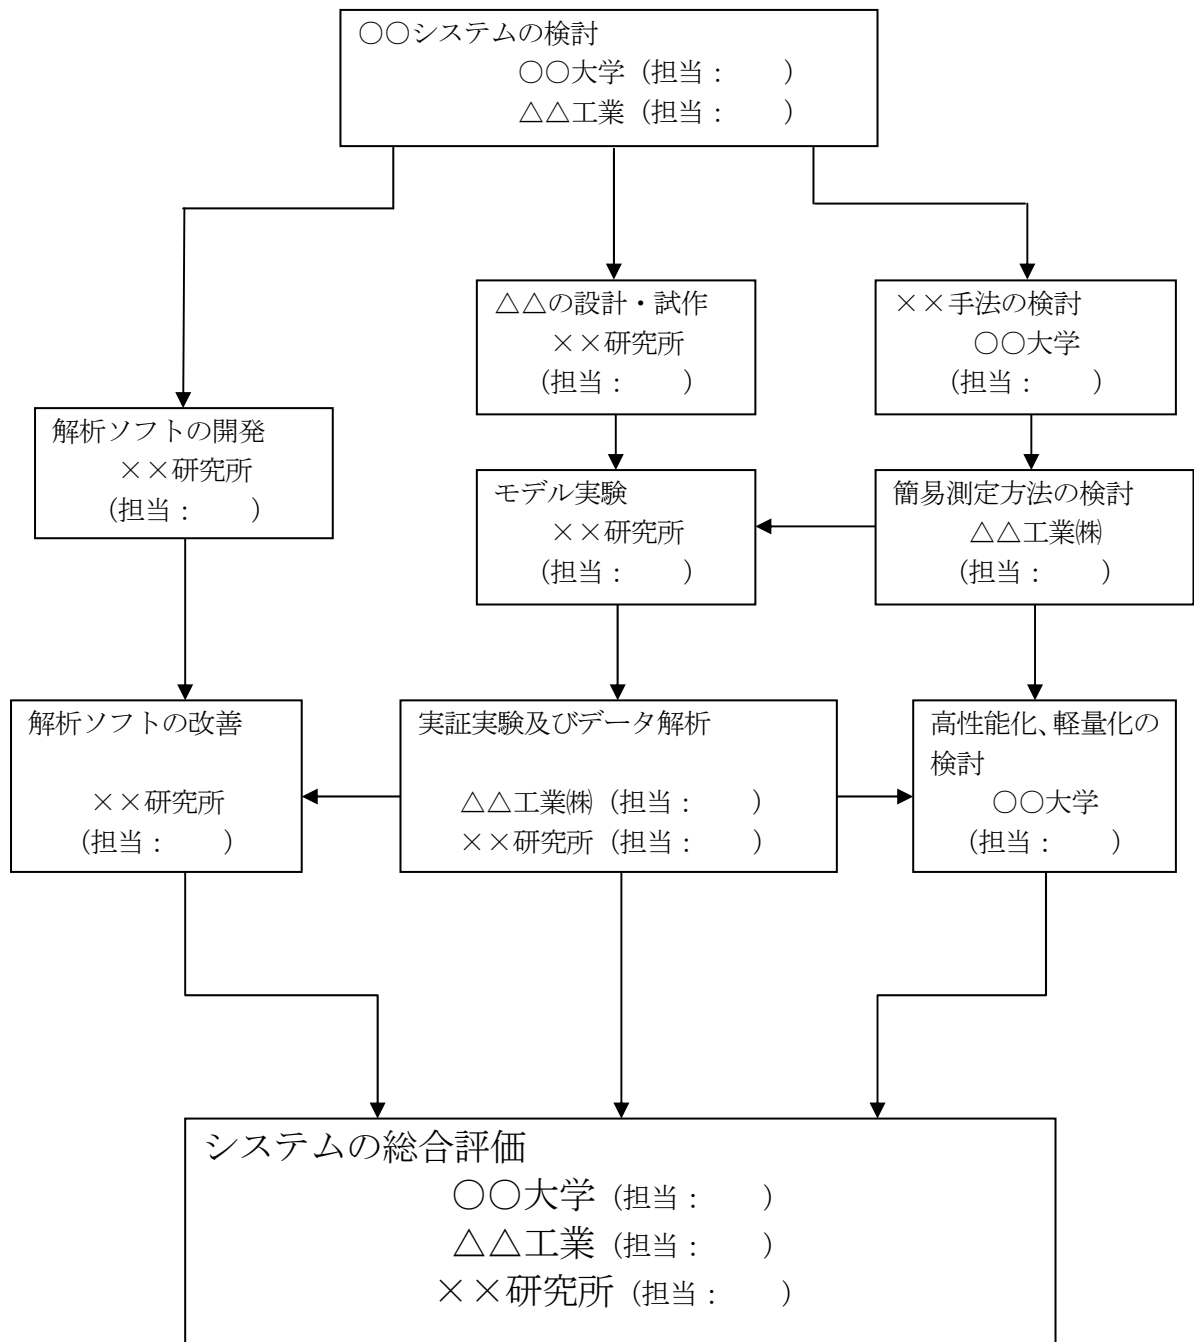 ○○システムの検討
○○大学（担当：　　）
△△工業（担当：　　）
△△の設計・試作
××研究所
（担当：　　）
××手法の検討
○○大学
（担当：　　）
解析ソフトの開発
××研究所
（担当：　　）
モデル実験
××研究所
（担当：　　）
簡易測定方法の検討
△△工業㈱
（担当：　　）
解析ソフトの改善
××研究所
（担当：　　）
実証実験及びデータ解析
△△工業㈱（担当：　　）
××研究所（担当：　　）
高性能化、軽量化の
検討
○○大学
（担当：　　）
システムの総合評価
○○大学（担当：　　）
△△工業（担当：　　）
××研究所（担当：　　）